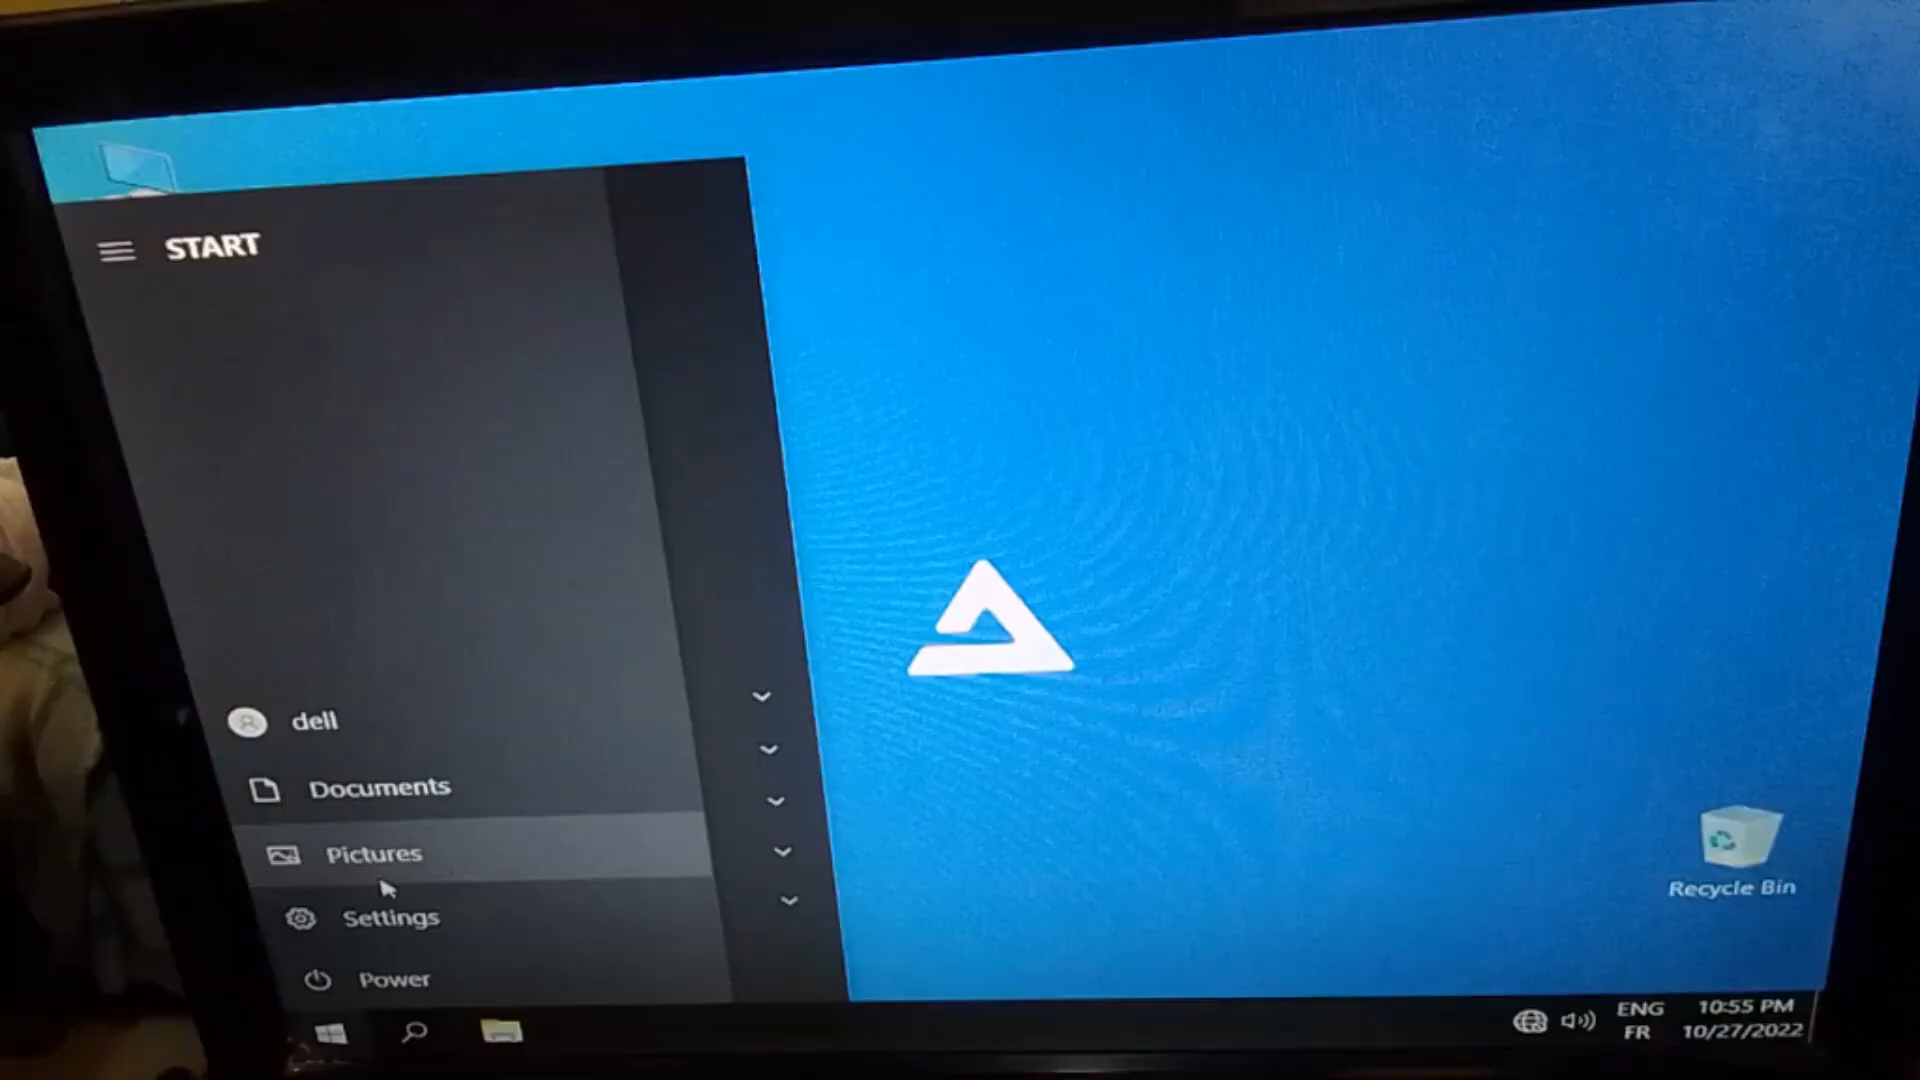 START
dell
Documents
Pictures
Settings
Power
Recycle Bin
ENG
FR
10:55 PM
10/27/2022